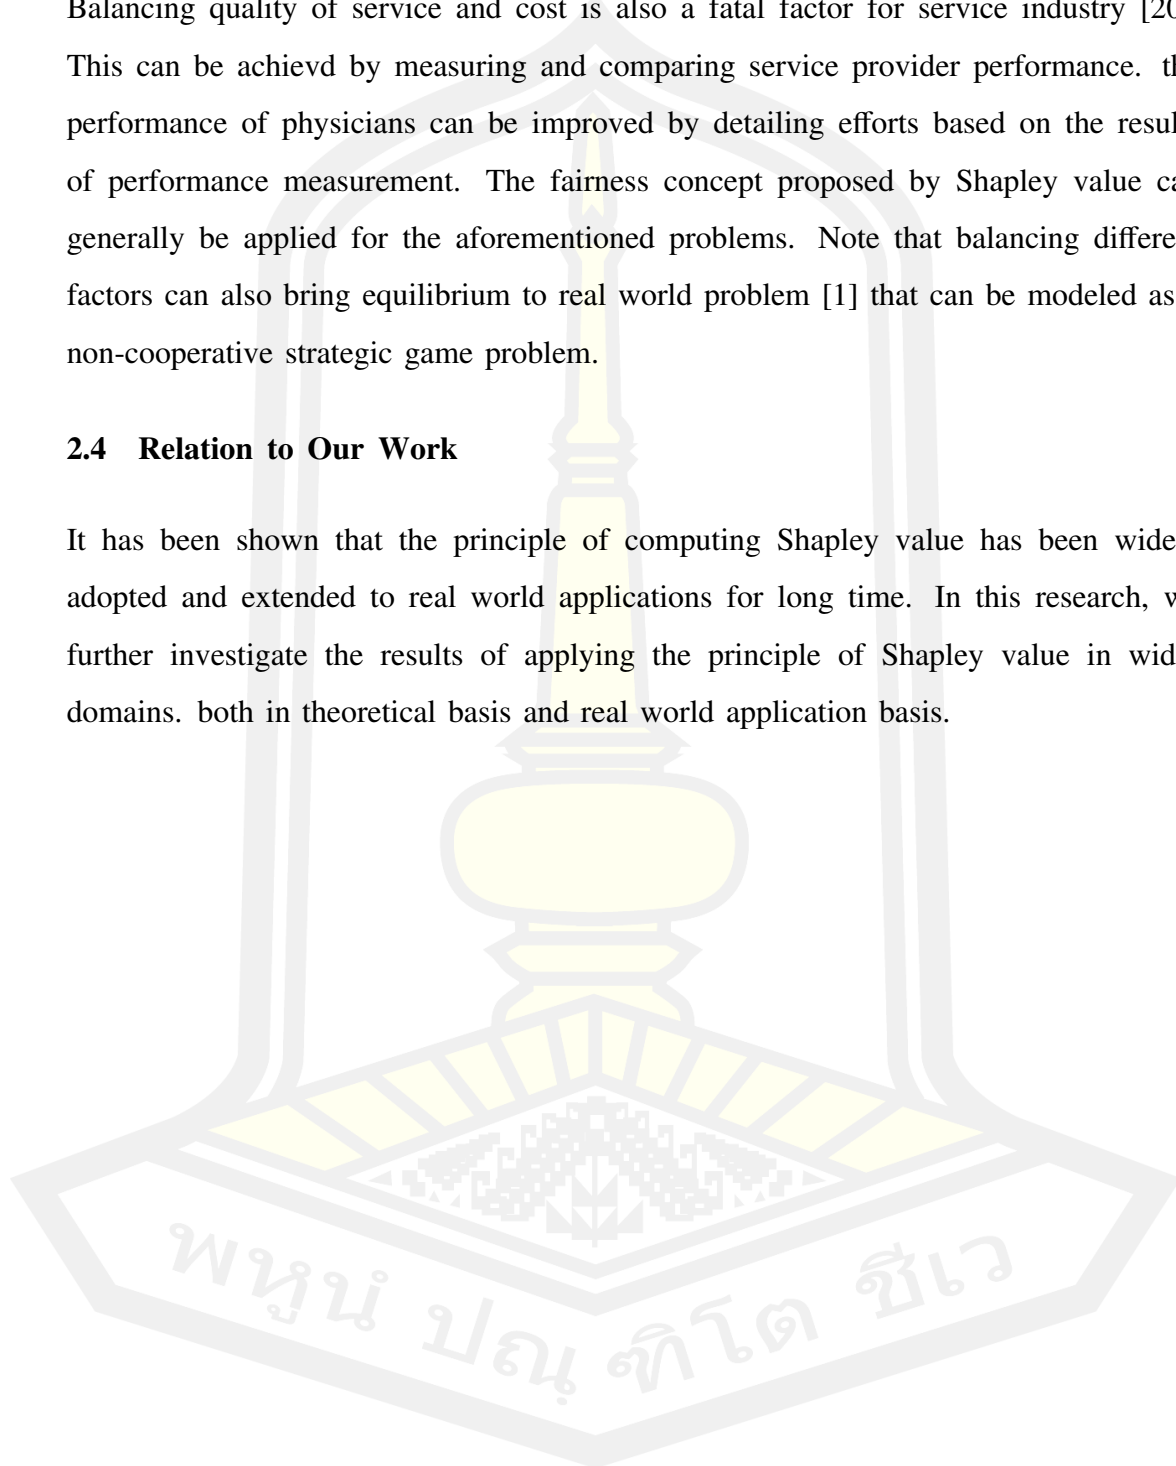 Balancing quality of service and cost is also a fatal factor for service industry [20
This can be achievd by measuring and comparing service provider performance. th
performance of physicians can be improved by detailing efforts based on the resul
of performance measurement. The fairness concept proposed by Shapley value ca
generally be applied for the aforementioned problems. Note that balancing differe
factors can also bring equilibrium to real world problem [1] that can be modeled as
non-cooperative strategic game problem.
2.4 Relation to Our Work
It has been shown that the principle of computing Shapley value has been wide
adopted and extended to real world applications for long time. In this research, w
further investigate the results of applying the principle of Shapley value in wid
domains. both in theoretical basis and real world application basis.
พหูนํ ปณฺฑิโต ชีเว